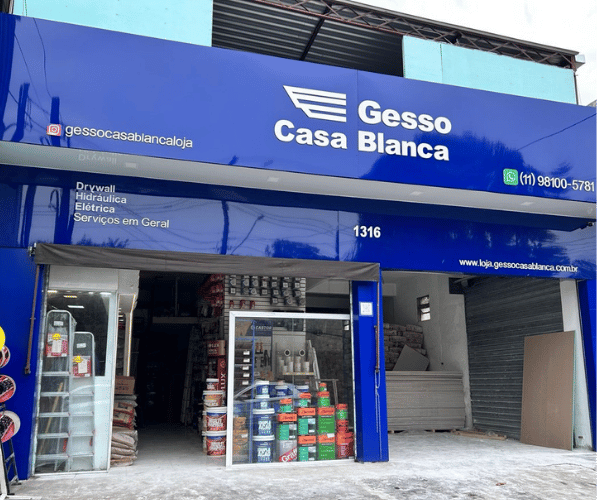 Gesso
Casa Blanca
gessocasablancaloja
(11) 98100-5781
Drywall
Hidráulica
Elétrica
Serviços em Geral
1316
www.loja.gessocasablanca.com.br